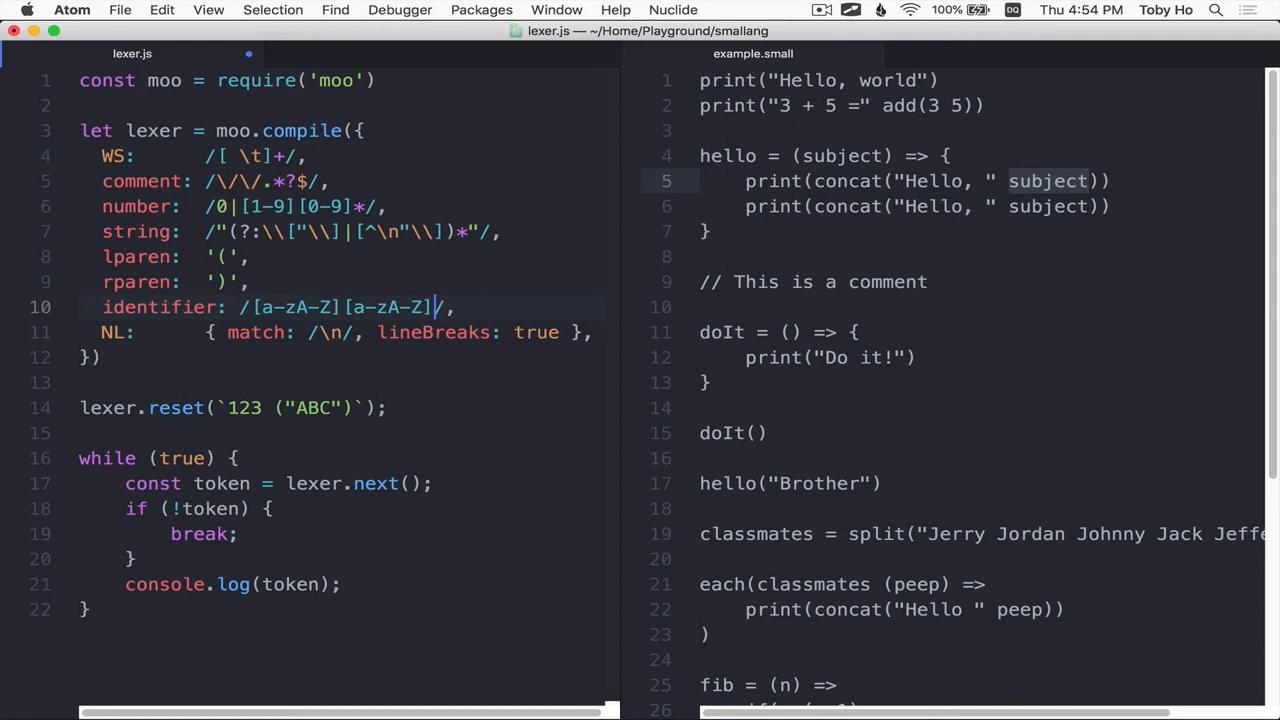 Atom File Edit View Selection Find Debugger Packages Window Help Nuclide 100% DQ Thu 4:54 PM Toby Ho
lexer.js — ~/Home/Playground/smallang
lexer.js
example.small
1 const moo = require('moo')
2
3 let lexer = moo.compile({
4 WS: /[ \t]+/,
5 comment: /\/\/.*?$/,
6 number: /0|[1-9][0-9]*/,
7 string: /"(?:\\["\\]|[^\n"\\])*"/,
8 lparen: '(',
9 rparen: ')',
10 identifier: /[a-zA-Z][a-zA-Z]/,
11 NL: { match: /\n/, lineBreaks: true },
12 })
13
14 lexer.reset(`123 ("ABC")`);
15
16 while (true) {
17 const token = lexer.next();
18 if (!token) {
19 break;
20 }
21 console.log(token);
22 }
1 print("Hello, world")
2 print("3 + 5 =" add(3 5))
3
4 hello = (subject) => {
5 print(concat("Hello, " subject))
6 print(concat("Hello, " subject))
7 }
8
9 // This is a comment
10
11 doIt = () => {
12 print("Do it!")
13 }
14
15 doIt()
16
17 hello("Brother")
18
19 classmates = split("Jerry Jordan Johnny Jack Jeffe
20
21 each(classmates (peep) =>
22 print(concat("Hello " peep))
23 )
24
25 fib = (n) =>
26